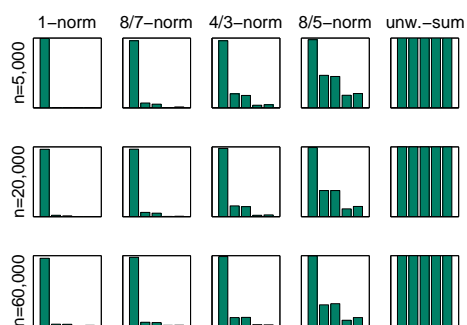 1−norm 8/7−norm 4/3−norm 8/5−norm unw.−sum
n=5,000
n=20,000
n=60,000